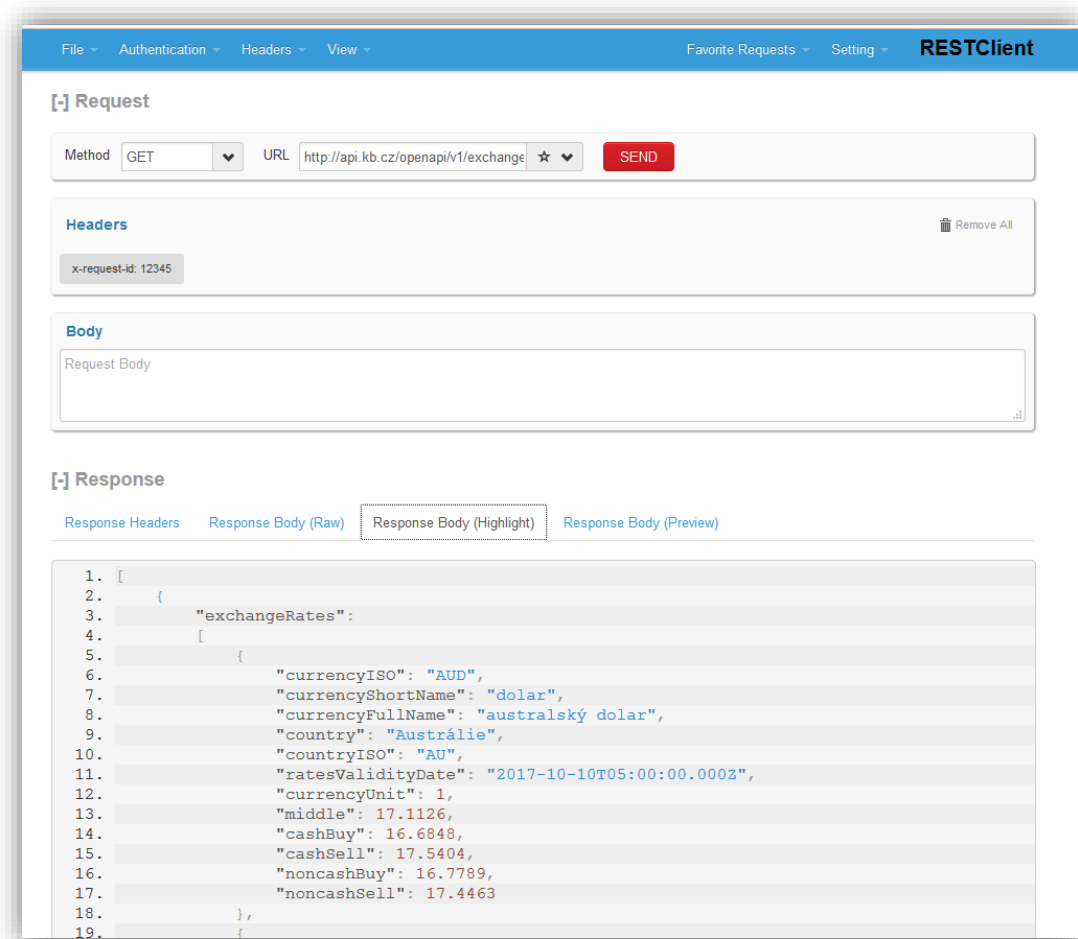 File Authentication Headers View Favorite Requests Setting RESTClient
[-] Request
Method GET URL http://api.kb.cz/openapi/v1/exchange SEND
Headers Remove All
x-request-id: 12345
Body
Request Body
[-] Response
Response Headers Response Body (Raw) Response Body (Highlight) Response Body (Preview)
1. [
2. {
3. "exchangeRates":
4. [
5. {
6. "currencyISO": "AUD",
7. "currencyShortName": "dolar",
8. "currencyFullName": "australský dolar",
9. "country": "Austrálie",
10. "countryISO": "AU",
11. "ratesValidityDate": "2017-10-10T05:00:00.000Z",
12. "currencyUnit": 1,
13. "middle": 17.1126,
14. "cashBuy": 16.6848,
15. "cashSell": 17.5404,
16. "noncashBuy": 16.7789,
17. "noncashSell": 17.4463
18. },
19. {